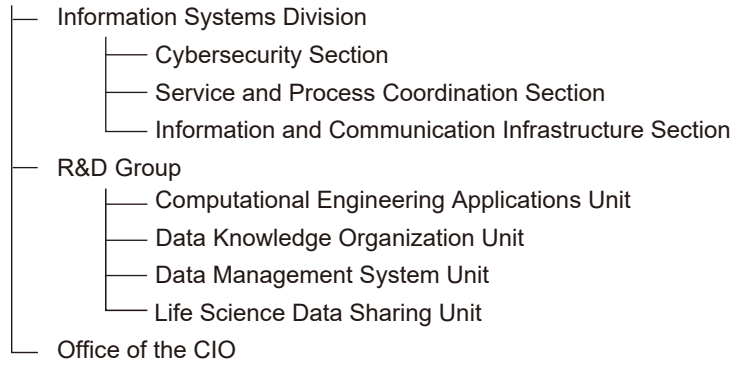 Information Systems Division
Cybersecurity Section
Service and Process Coordination Section
Information and Communication Infrastructure Section
R&D Group
Computational Engineering Applications Unit
Data Knowledge Organization Unit
Data Management System Unit
Life Science Data Sharing Unit
Office of the CIO